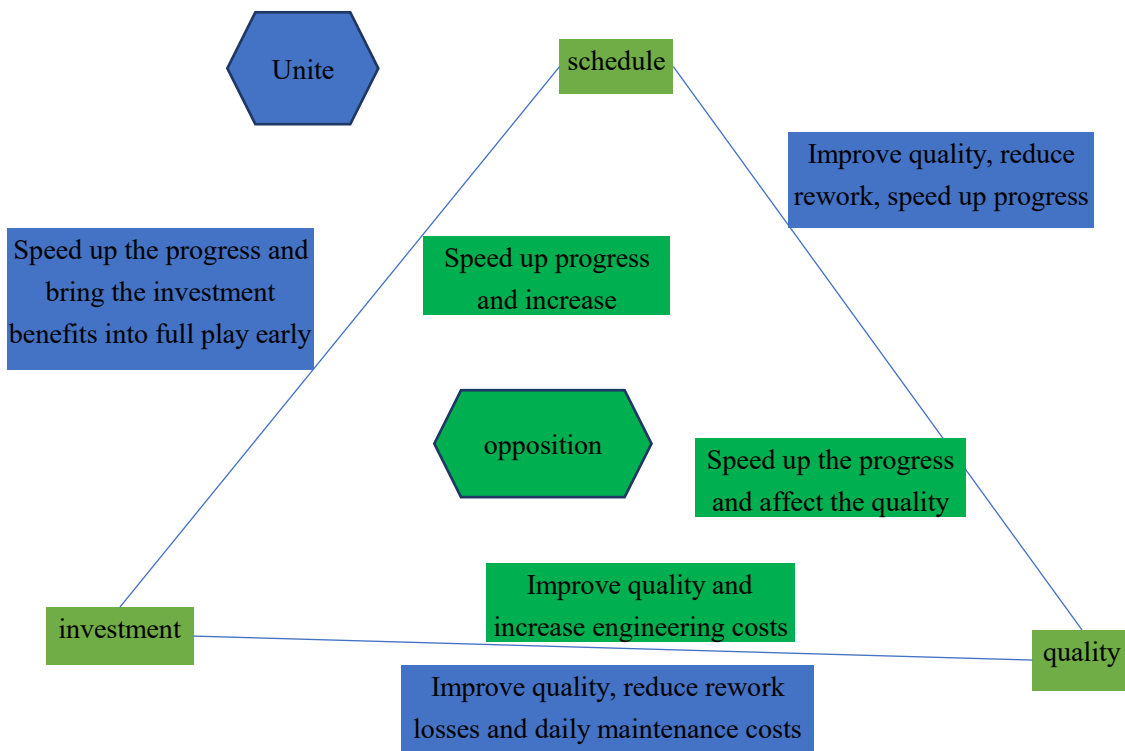 Unite
schedule
Improve quality, reduce
rework, speed up progress
Speed up the progress and
bring the investment
benefits into full play early
Speed up progress
and increase
opposition
Speed up the progress
and affect the quality
Improve quality and
increase engineering costs
investment
quality
Improve quality, reduce rework
losses and daily maintenance costs